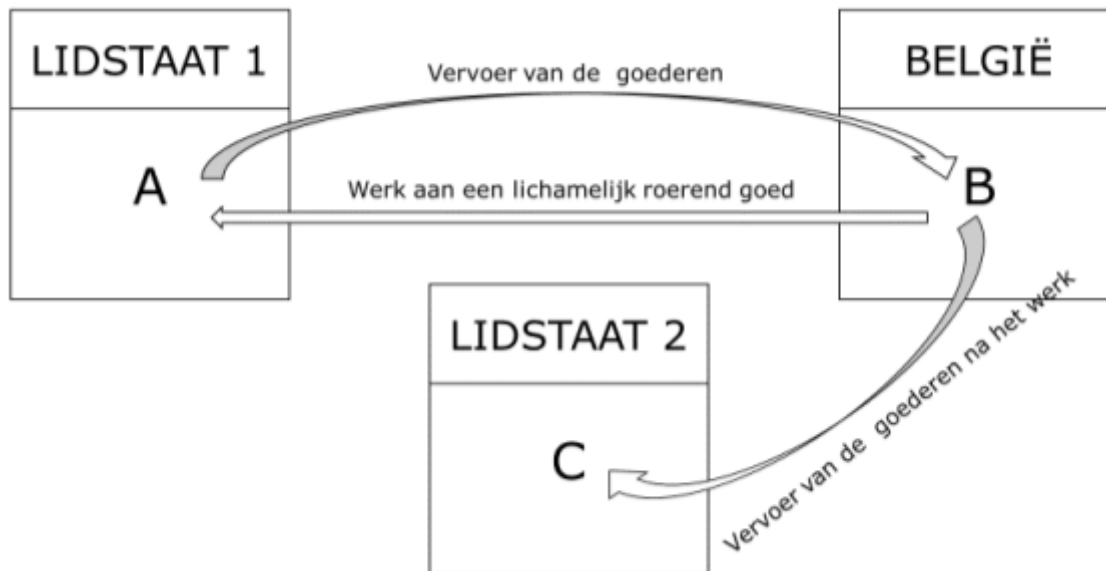 LIDSTAAT 1
BELGIË
Vervoer van de goederen
A
Werk aan een lichamelijk roerend goed
B
LIDSTAAT 2
Vervoer van de goederen na het werk
C